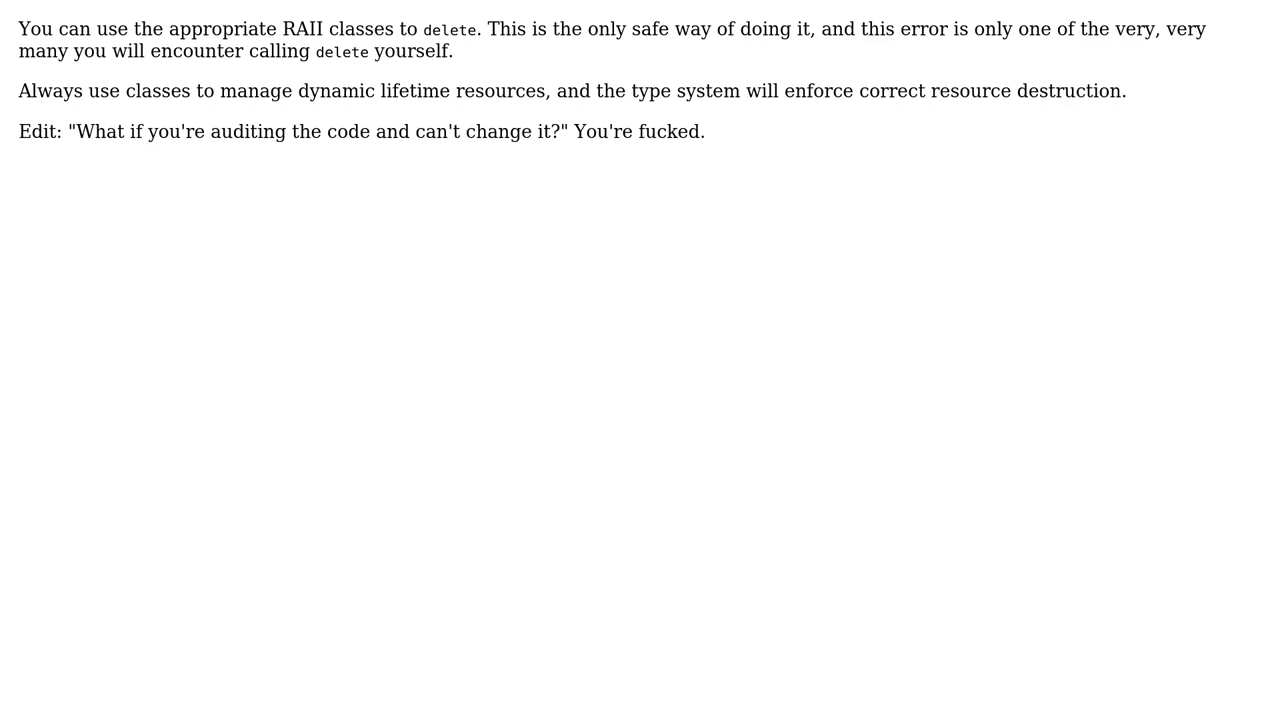 You can use the appropriate RAII classes to delete. This is the only safe way of doing it, and this error is only one of the very, very
many you will encounter calling delete yourself.
Always use classes to manage dynamic lifetime resources, and the type system will enforce correct resource destruction.
Edit: "What if you're auditing the code and can't change it?" You're fucked.